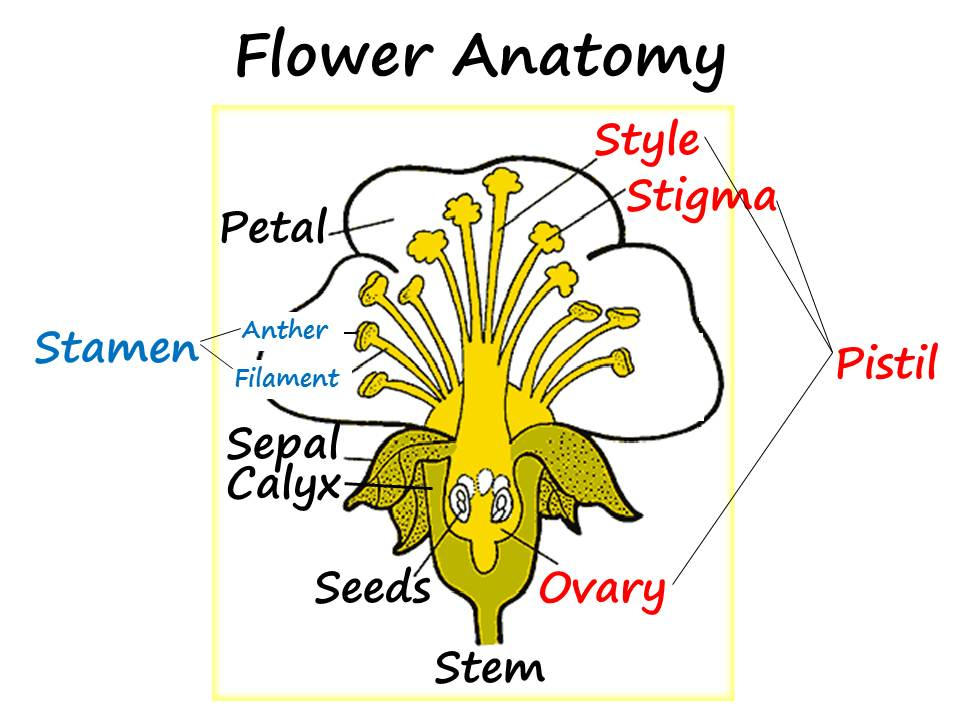 Flower Anatomy
Style
Stigma
Petal
Anther
Stamen
Pistil
Filament
Sepal
Calyx
Seeds
Ovary
Stem